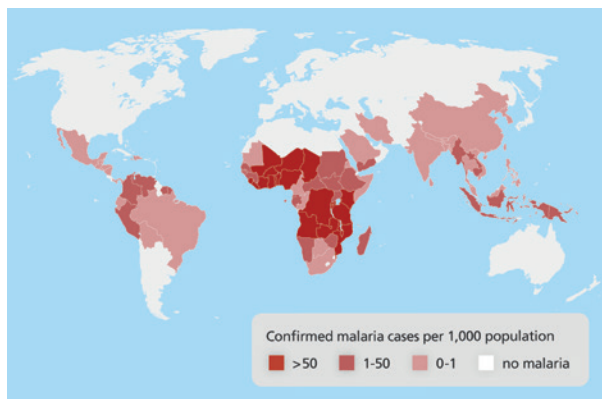 Confirmed malaria cases per 1,000 population
>50 1-50 0-1 no malaria